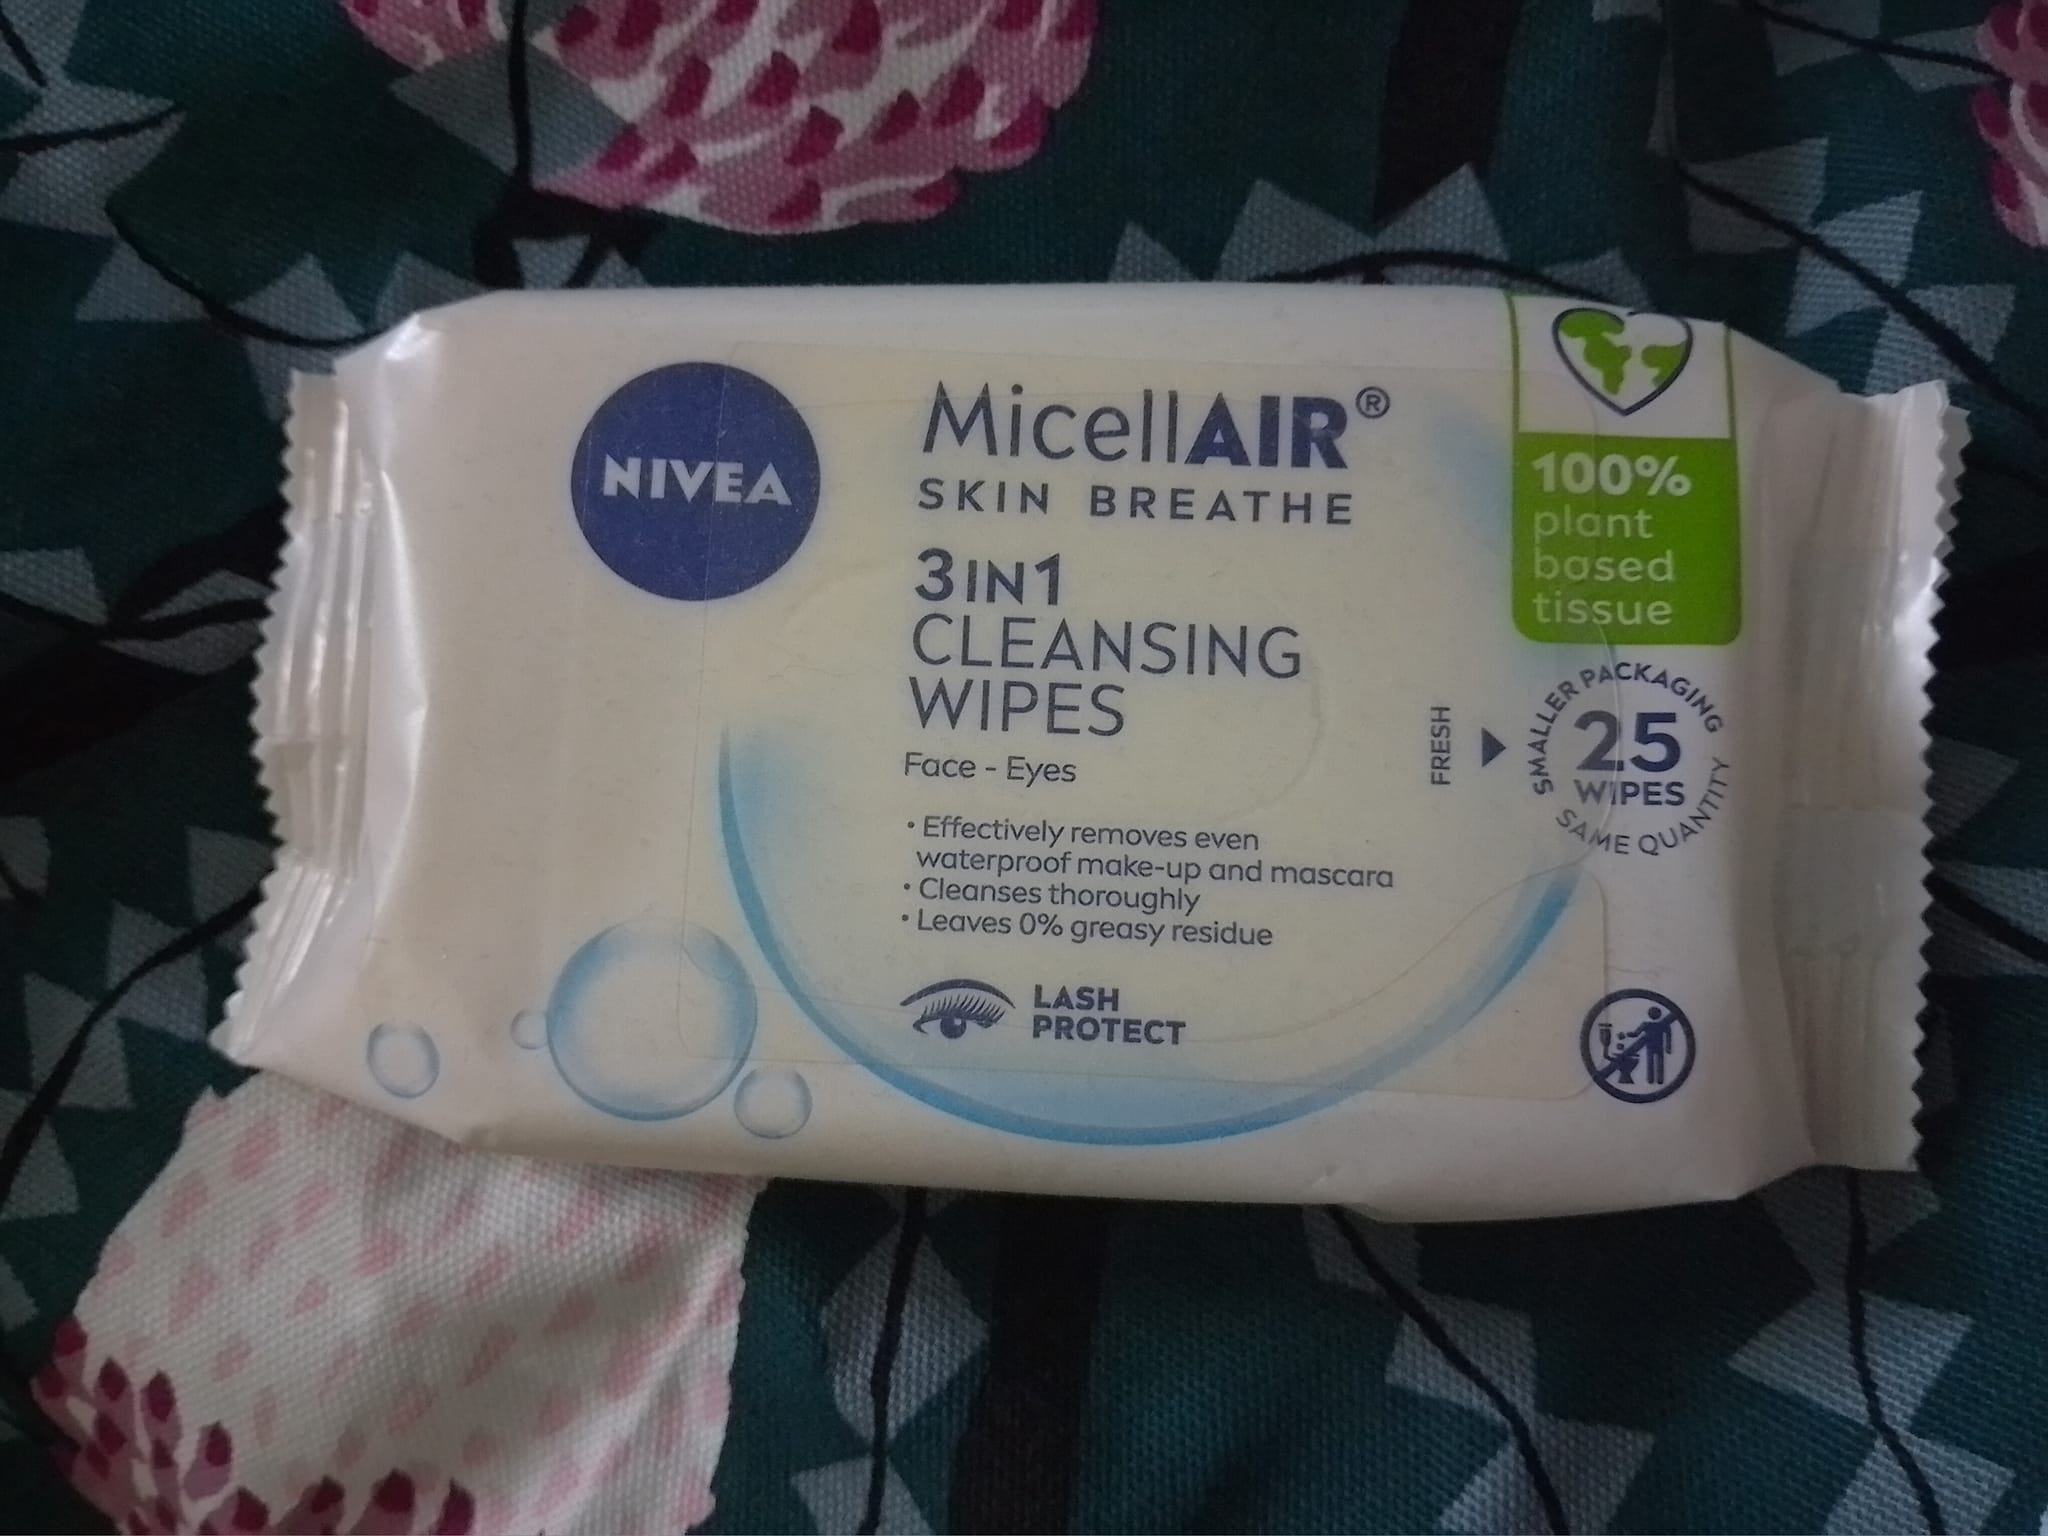 NIVEA
MicellAIR®
SKIN BREATHE
3IN1
CLEANSING
WIPES
Face - Eyes
• Effectively removes even
waterproof make-up and mascara
• Cleanses thoroughly
• Leaves 0% greasy residue
LASH
PROTECT
100%
plant
based
tissue
FRESH
SMALLER PACKAGING
25
WIPES
SAME QUANTITY